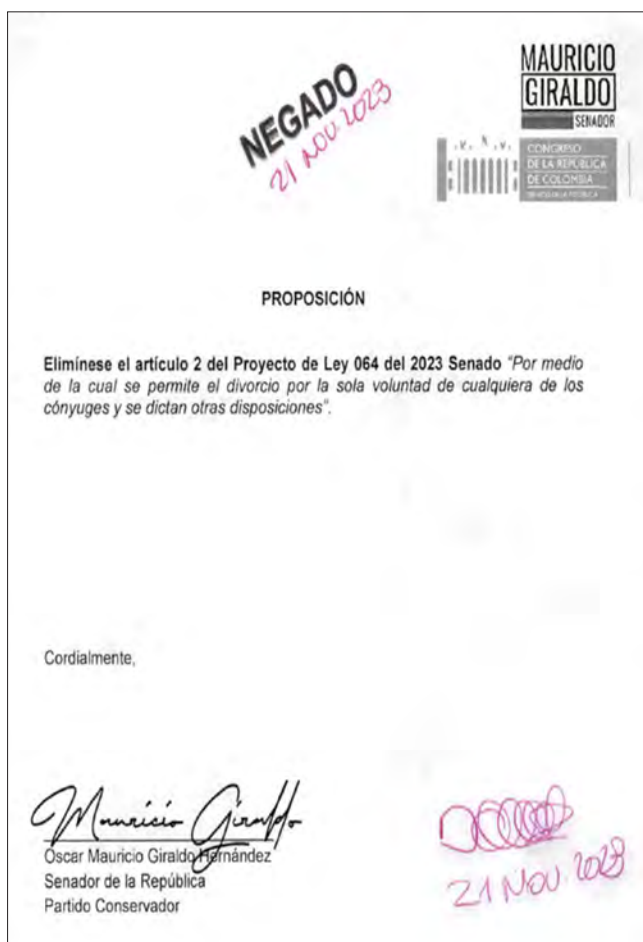 NEGADO
21 NOV. 2023
MAURICIO
GIRALDO
SENADOR
CONGRESO
DE LA REPÚBLICA
DE COLOMBIA
PROPOSICIÓN
Elimínese el artículo 2 del Proyecto de Ley 064 del 2023 Senado "Por medio
de la cual se permite el divorcio por la sola voluntad de cualquiera de los
cónyuges y se dictan otras disposiciones".
Cordialmente,
Mauricio Giraldo
Óscar Mauricio Giraldo Hernández
Senador de la República
Partido Conservador
21 NOV. 2023